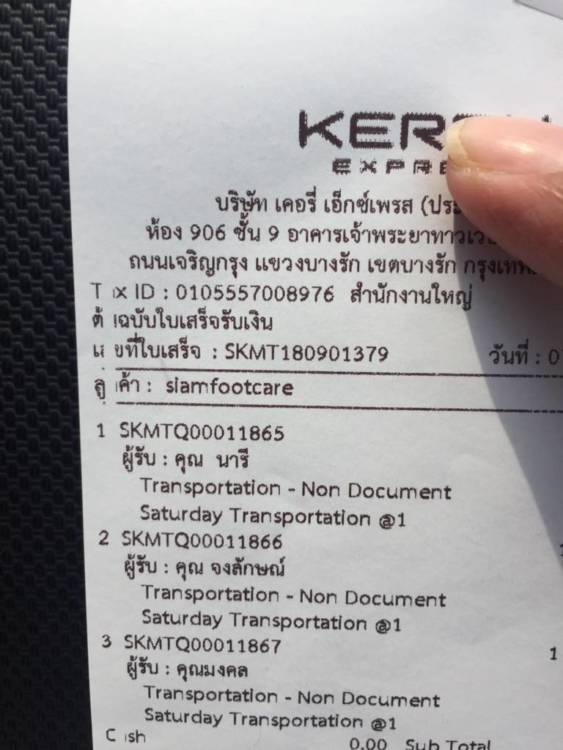 KER
EXPRE
บริษัท เคอรี่ เอ็กซ์เพรส (ประ
ห้อง 906 ชั้น 9 อาคารเจ้าพระยาทาวเวอ
ถนนเจริญกรุง แขวงบางรัก เขตบางรัก กรุงเทพ
T x ID : 0105557008976 สำนักงานใหญ่
ต้ ฉบับใบเสร็จรับเงิน
เล ขที่ใบเสร็จ : SKMT180901379 วันที่ : 0
ลู ค้า : siamfootcare
1 SKMTQ00011865
ผู้รับ : คุณ นารี
Transportation - Non Document
Saturday Transportation @1
2 SKMTQ00011866
ผู้รับ : คุณ จงลักษณ์
Transportation - Non Document
Saturday Transportation @1
3 SKMTQ00011867 1
ผู้รับ : คุณมงคล
Transportation - Non Document
Saturday Transportation @1
C sh 0.00 Sub Total